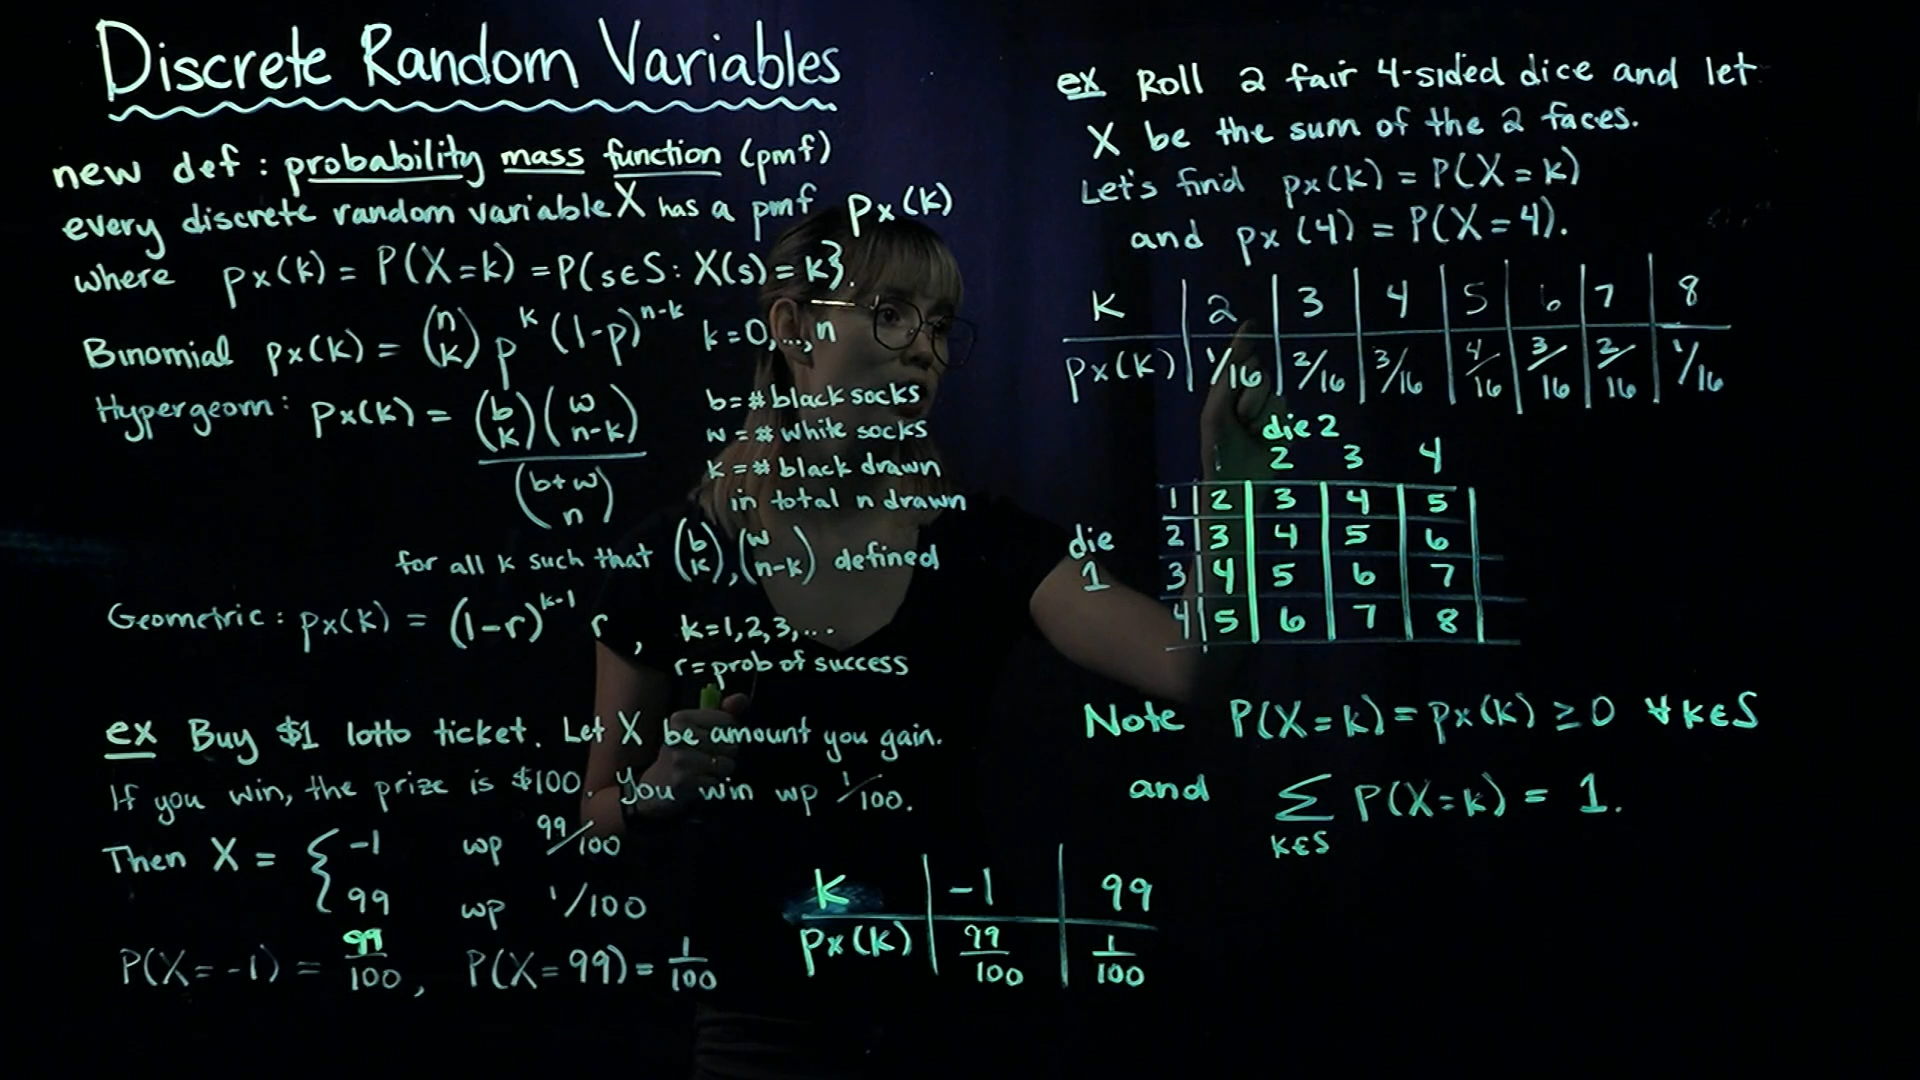 Discrete Random Variables
new def: probability mass function (pmf)
every discrete random variable X has a pmf pₓ(k)
where pₓ(k) = P(X=k) = P{s∈S: X(s)=k}.
Binomial pₓ(k) = (n k) p^k (1-p)^(n-k) k=0,...,n
Hypergeom: pₓ(k) = (b k)(w n-k) / (b+w n)
b = # black socks
w = # white socks
k = # black drawn
in total n drawn
for all k such that (b k), (w n-k) defined
Geometric: pₓ(k) = (1-r)^(k-1) r , k=1,2,3,...
r = prob of success
ex Buy $1 lotto ticket. Let X be amount you gain.
If you win, the prize is $100. You win wp 1/100.
Then X = { -1 wp 99/100
99 wp 1/100
P(X=-1) = 99/100 , P(X=99) = 1/100
k | -1 | 99
pₓ(k) | 99/100 | 1/100
ex Roll 2 fair 4-sided dice and let
X be the sum of the 2 faces.
Let's find pₓ(k) = P(X=k)
and pₓ(4) = P(X=4).
k | 2 | 3 | 4 | 5 | 6 | 7 | 8
pₓ(k) | 1/16 | 2/16 | 3/16 | 4/16 | 3/16 | 2/16 | 1/16
die 2
1 2 3 4
die 1
1 | 2 | 3 | 4 | 5
2 | 3 | 4 | 5 | 6
3 | 4 | 5 | 6 | 7
4 | 5 | 6 | 7 | 8
Note P(X=k) = pₓ(k) ≥ 0 ∀ k∈S
and Σ k∈S P(X=k) = 1.